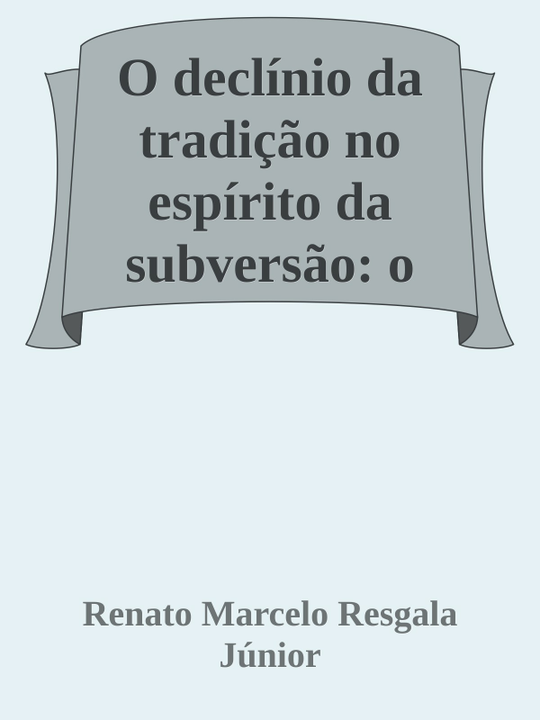 O declínio da
tradição no
espírito da
subversão: o
Renato Marcelo Resgala
Júnior